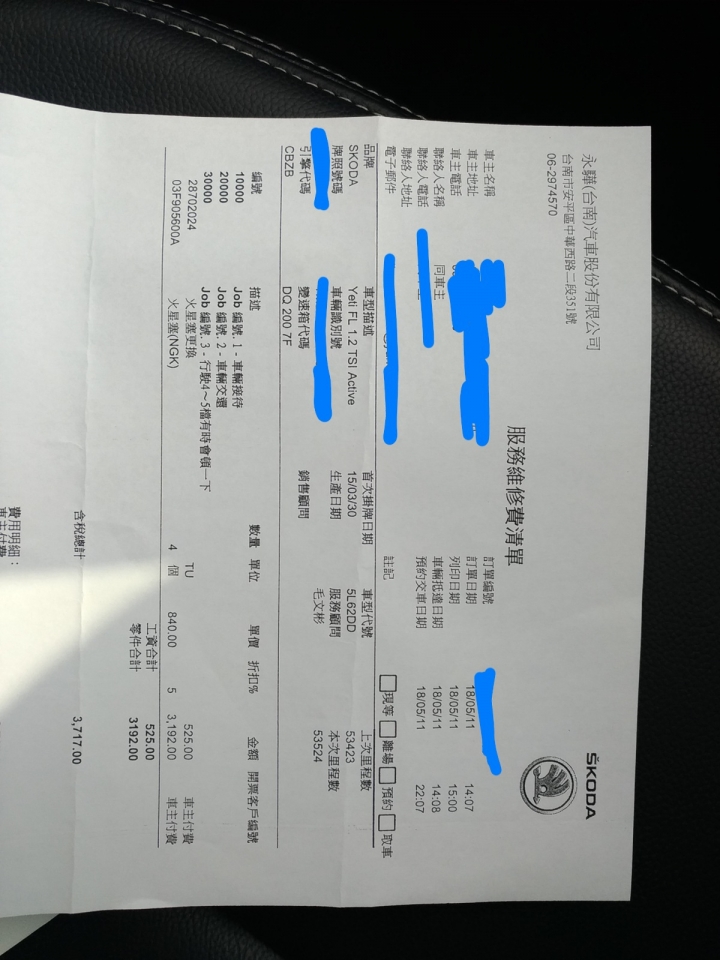 永驊(台南)汽車股份有限公司
台南市安平區中華西路二段351號
06-2974570
ŠKODA
服務維修費清單
車主名稱
車主地址
車主電話
聯絡人名稱 同車主
聯絡人電話
聯絡人地址
電子郵件
訂單編號
訂單日期 18/05/11 14:07
列印日期 18/05/11 15:00
車輛抵達日期 18/05/11 14:08
預約交車日期 18/05/11 22:07
註記 現等 離場 預約 取車
品牌 車型描述 首次掛牌日期 車型代號 上次里程數
SKODA Yeti FL 1.2 TSI Active 15/03/30 5L62DD 53423
牌照號碼 車輛識別號 生產日期 服務顧問 本次里程數
毛文彬 53524
引擎代碼 變速箱代碼 銷售顧問
CBZB DQ 200 7F
編號 描述 數量 單位 單價 折扣% 金額 開票客戶編號
10000 Job 編號. 1 - 車輛接待
20000 Job 編號. 2 - 車輛交還
30000 Job 編號. 3 - 行駛4～5檔有時會頓一下
28702024 火星塞更換 TU 525.00 車主付費
03F905600A 火星塞(NGK) 4 個 840.00 5 3,192.00 車主付費
工資合計 525.00
零件合計 3192.00
含稅總計 3,717.00
費用明細：
車主付費